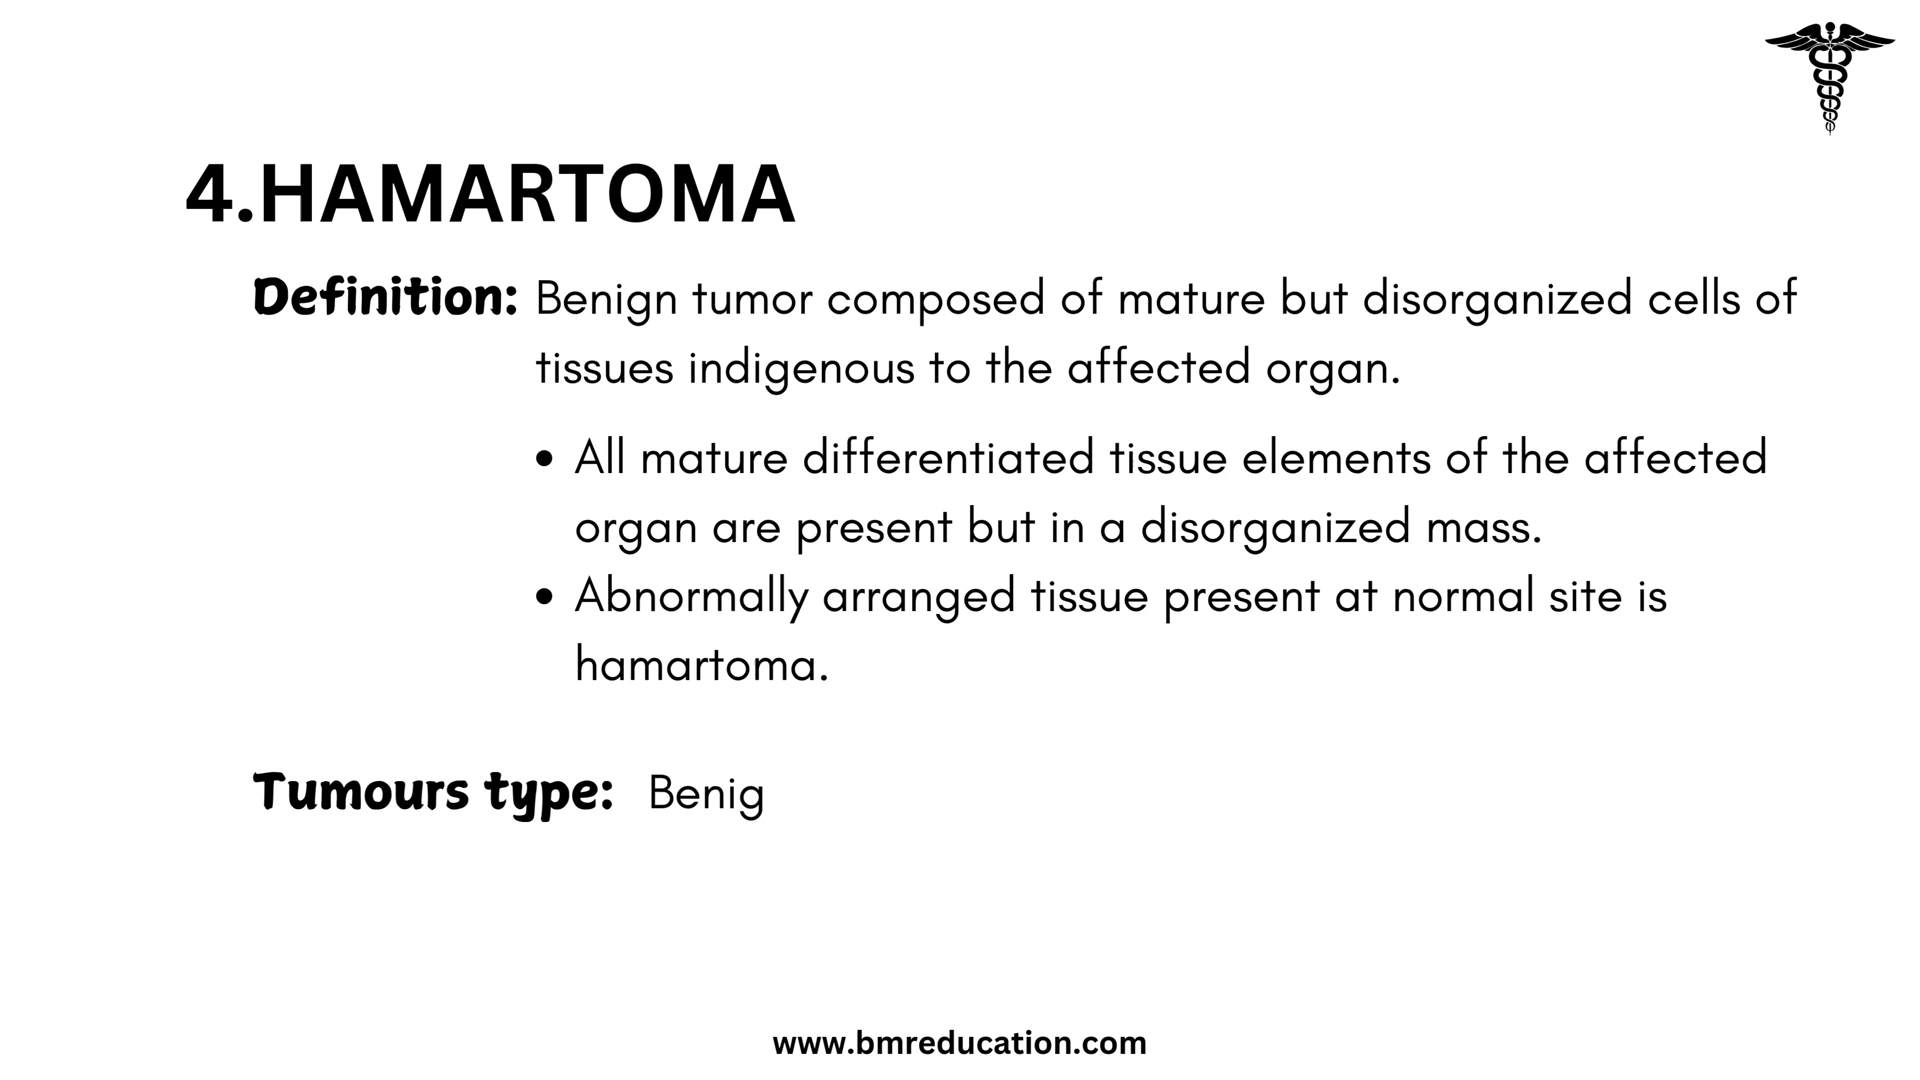 4.HAMARTOMA
Definition: Benign tumor composed of mature but disorganized cells of
tissues indigenous to the affected organ.
• All mature differentiated tissue elements of the affected
organ are present but in a disorganized mass.
• Abnormally arranged tissue present at normal site is
hamartoma.
Tumours type: Benig
www.bmreducation.com